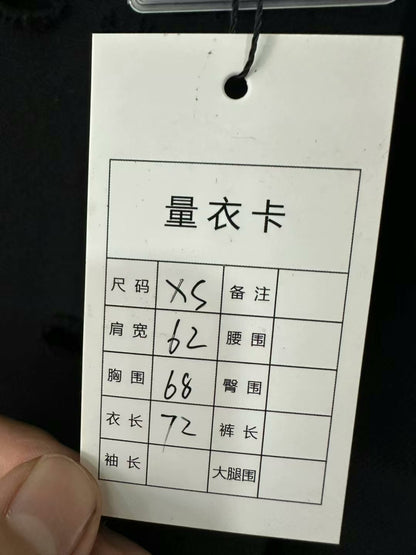 量衣卡
尺码 XS 备注
肩宽 62 腰围
胸围 68 臀围
衣长 72 裤长
袖长 大腿围